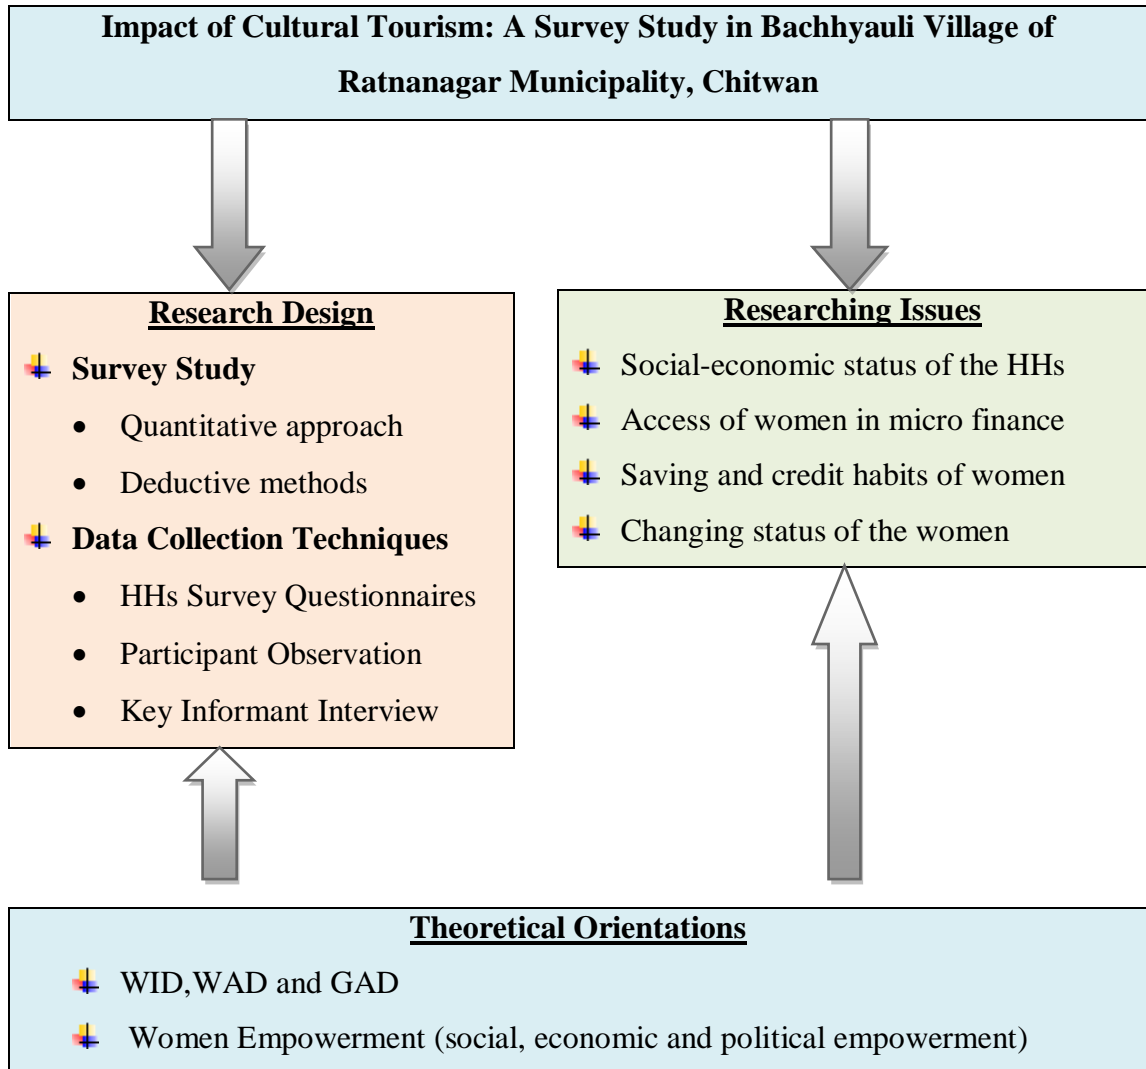 Impact of Cultural Tourism: A Survey Study in Bachhyauli Village of
Ratnanagar Municipality, Chitwan
Research Design
Survey Study
• Quantitative approach
• Deductive methods
Data Collection Techniques
• HHs Survey Questionnaires
• Participant Observation
• Key Informant Interview
Researching Issues
Social-economic status of the HHs
Access of women in micro finance
Saving and credit habits of women
Changing status of the women
Theoretical Orientations
WID,WAD and GAD
Women Empowerment (social, economic and political empowerment)